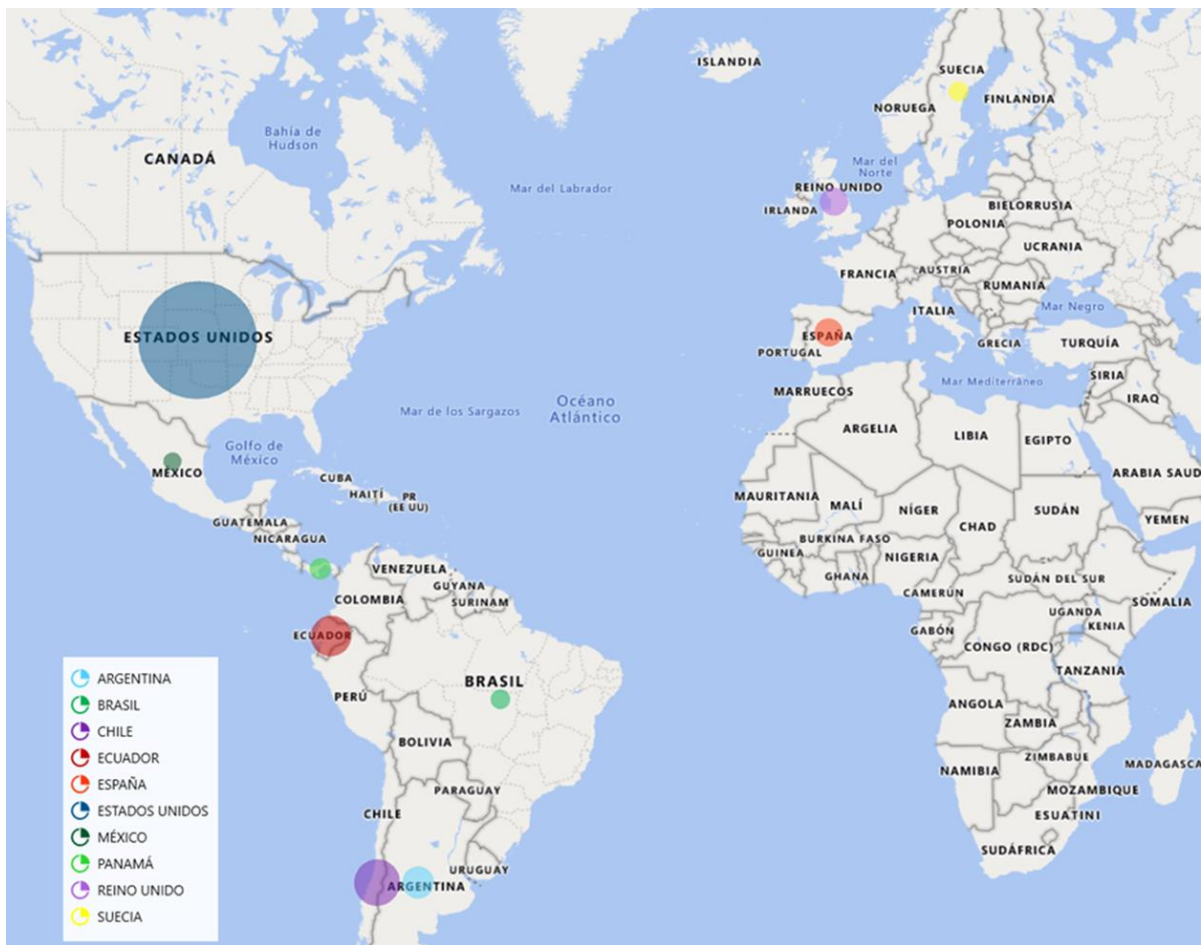 ISLANDIA
SUECIA
NORUEGA
FINLANDIA
Bahía de
Hudson
CANADÁ
Mar del Labrador
Mar del
Norte
REINO UNIDO
IRLANDA
BIELORRUSIA
POLONIA
UCRANIA
FRANCIA
AUSTRIA
RUMANIA
ITALIA
Mar Negro
ESTADOS UNIDOS
ESPAÑA
PORTUGAL
GRECIA
TURQUÍA
SIRIA
Mar Mediterráneo
MARRUECOS
IRAQ
Océano
Atlántico
Mar de los Sargazos
ARGELIA
LIBIA
EGIPTO
Golfo de
México
MÉXICO
CUBA
HAITÍ
PR
(EE UU)
ARABIA SAUD
MAURITANIA
MALÍ
NÍGER
SUDÁN
CHAD
YEMEN
GUATEMALA
NICARAGUA
BURKINA FASO
GUINEA
NIGERIA
GHANA
VENEZUELA
GUYANA
SURINAM
COLOMBIA
CAMERÚN
SUDÁN DEL SUR
SOMALIA
UGANDA
KENIA
GABÓN
CONGO (RDC)
ECUADOR
TANZANIA
BRASIL
PERÚ
ANGOLA
ZAMBIA
BOLIVIA
ZIMBABUE
MADAGASCA
NAMIBIA
MOZAMBIQUE
PARAGUAY
CHILE
ESUATINI
SUDÁFRICA
URUGUAY
ARGENTINA
ARGENTINA
BRASIL
CHILE
ECUADOR
ESPAÑA
ESTADOS UNIDOS
MÉXICO
PANAMÁ
REINO UNIDO
SUECIA